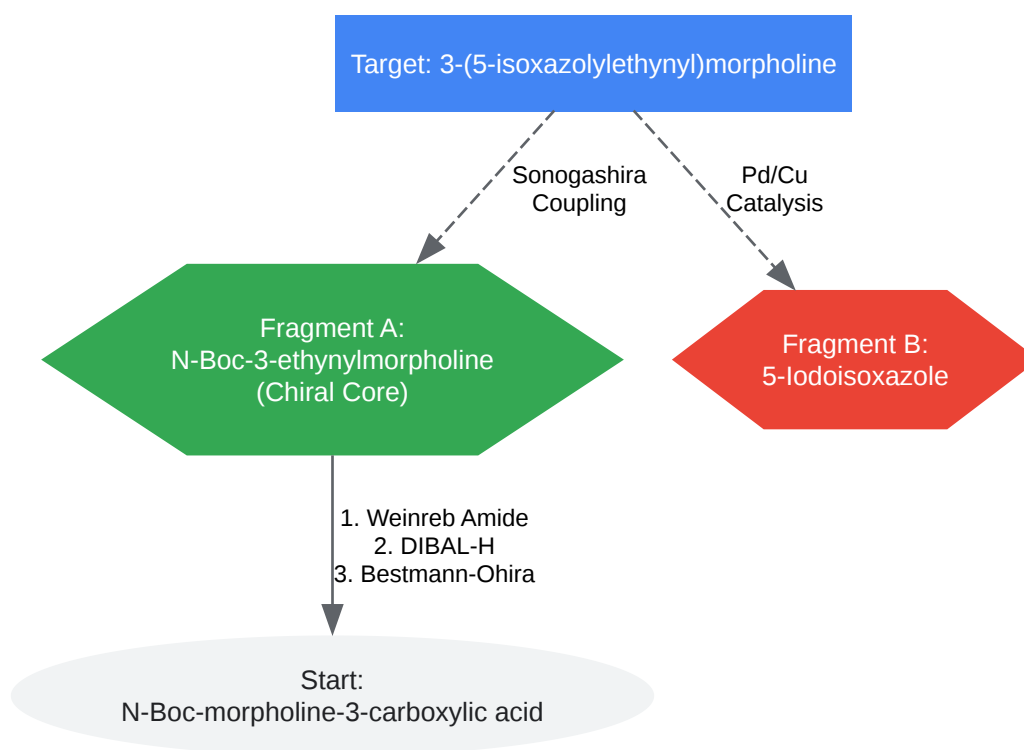 Target: 3-(5-isoxazolylethynyl)morpholine
Sonogashira
Coupling
Pd/Cu
Catalysis
Fragment A:
N-Boc-3-ethynylmorpholine
(Chiral Core)
Fragment B:
5-Iodoisoxazole
1. Weinreb Amide
2. DIBAL-H
3. Bestmann-Ohira
Start:
N-Boc-morpholine-3-carboxylic acid